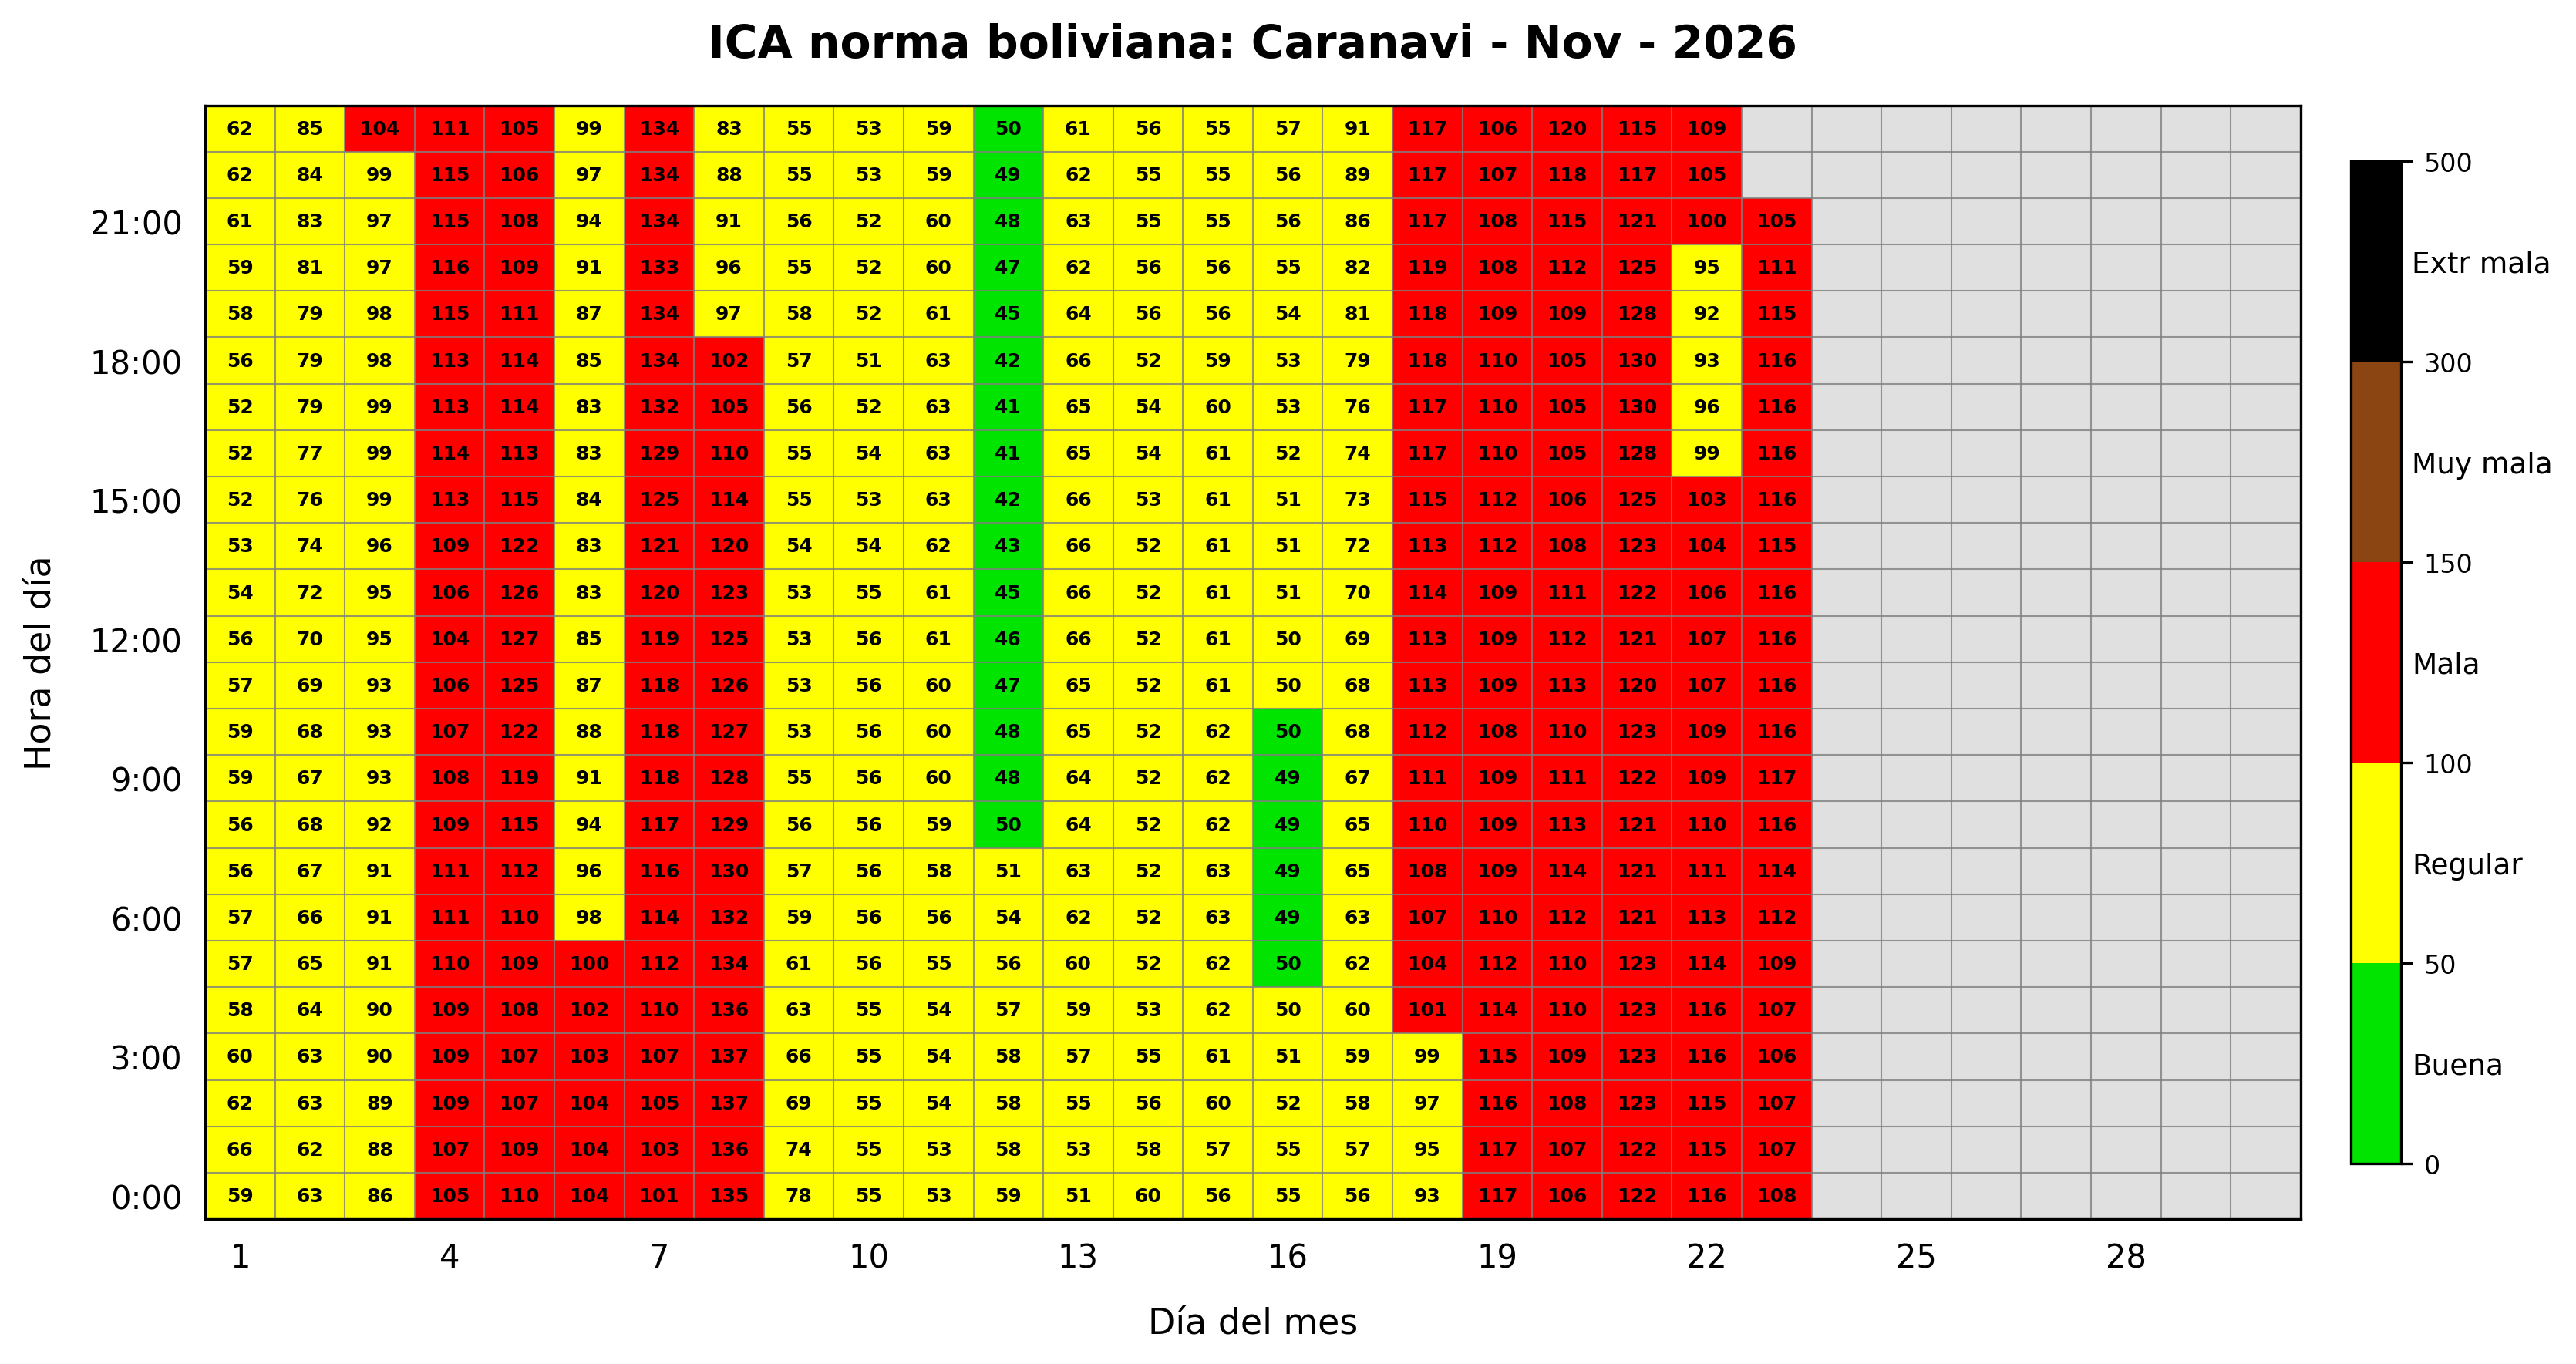 ICA norma boliviana: Caranavi - Nov - 2026
62 85 104 111 105 99 134 83 55 53 59 50 61 56 55 57 91 117 106 120 115 109
62 84 99 115 106 97 134 88 55 53 59 49 62 55 55 56 89 117 107 118 117 105
21:00 61 83 97 115 108 94 134 91 56 52 60 48 63 55 55 56 86 117 108 115 121 100 105
59 81 97 116 109 91 133 96 55 52 60 47 62 56 56 55 82 119 108 112 125 95 111
58 79 98 115 111 87 134 97 58 52 61 45 64 56 56 54 81 118 109 109 128 92 115
18:00 56 79 98 113 114 85 134 102 57 51 63 42 66 52 59 53 79 118 110 105 130 93 116
52 79 99 113 114 83 132 105 56 52 63 41 65 54 60 53 76 117 110 105 130 96 116
52 77 99 114 113 83 129 110 55 54 63 41 65 54 61 52 74 117 110 105 128 99 116
15:00 52 76 99 113 115 84 125 114 55 53 63 42 66 53 61 51 73 115 112 106 125 103 116
53 74 96 109 122 83 121 120 54 54 62 43 66 52 61 51 72 113 112 108 123 104 115
54 72 95 106 126 83 120 123 53 55 61 45 66 52 61 51 70 114 109 111 122 106 116
12:00 56 70 95 104 127 85 119 125 53 56 61 46 66 52 61 50 69 113 109 112 121 107 116
57 69 93 106 125 87 118 126 53 56 60 47 65 52 61 50 68 113 109 113 120 107 116
59 68 93 107 122 88 118 127 53 56 60 48 65 52 62 50 68 112 108 110 123 109 116
9:00 59 67 93 108 119 91 118 128 55 56 60 48 64 52 62 49 67 111 109 111 122 109 117
56 68 92 109 115 94 117 129 56 56 59 50 64 52 62 49 65 110 109 113 121 110 116
56 67 91 111 112 96 116 130 57 56 58 51 63 52 63 49 65 108 109 114 121 111 114
6:00 57 66 91 111 110 98 114 132 59 56 56 54 62 52 63 49 63 107 110 112 121 113 112
57 65 91 110 109 100 112 134 61 56 55 56 60 52 62 50 62 104 112 110 123 114 109
58 64 90 109 108 102 110 136 63 55 54 57 59 53 62 50 60 101 114 110 123 116 107
3:00 60 63 90 109 107 103 107 137 66 55 54 58 57 55 61 51 59 99 115 109 123 116 106
62 63 89 109 107 104 105 137 69 55 54 58 55 56 60 52 58 97 116 108 123 115 107
66 62 88 107 109 104 103 136 74 55 53 58 53 58 57 55 57 95 117 107 122 115 107
0:00 59 63 86 105 110 104 101 135 78 55 53 59 51 60 56 55 56 93 117 106 122 116 108
1 4 7 10 13 16 19 22 25 28
Día del mes
Hora del día
500
Extr mala
300
Muy mala
150
Mala
100
Regular
50
Buena
0